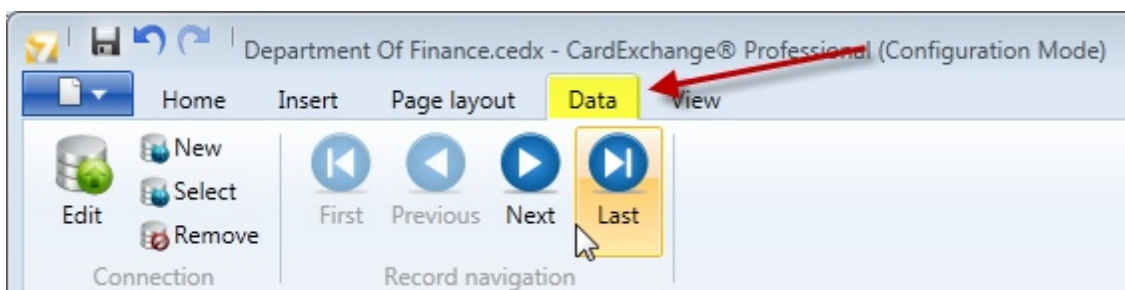 Department Of Finance.cedx - CardExchange® Professional (Configuration Mode)
Home Insert Page layout Data View
New
Select
Edit First Previous Next Last
Remove
Connection Record navigation